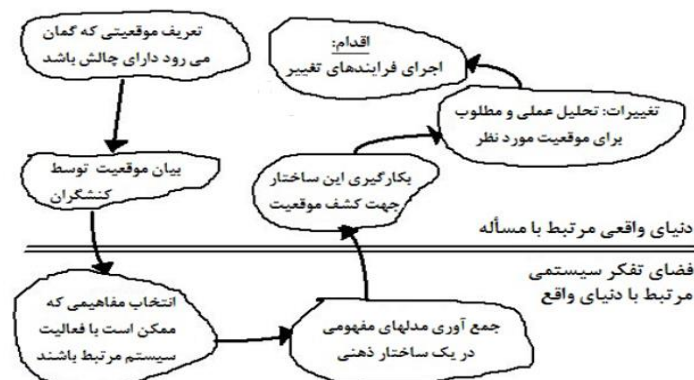 تعریف موقعیتی که گمان
می رود دارای چالش باشد
بیان موقعیت توسط
کنشگران
انتخاب مفاهیمی که
ممکن است با فعالیت
سیستم مرتبط باشند
جمع آوری مدلهای مفهومی
در یک ساختار ذهنی
بکارگیری این ساختار
جهت کشف موقعیت
تغییرات: تحلیل عملی و مطلوب
برای موقعیت مورد نظر
اقدام:
اجرای فرایندهای تغییر
دنیای واقعی مرتبط با مسأله
فضای تفکر سیستمی
مرتبط با دنیای واقع